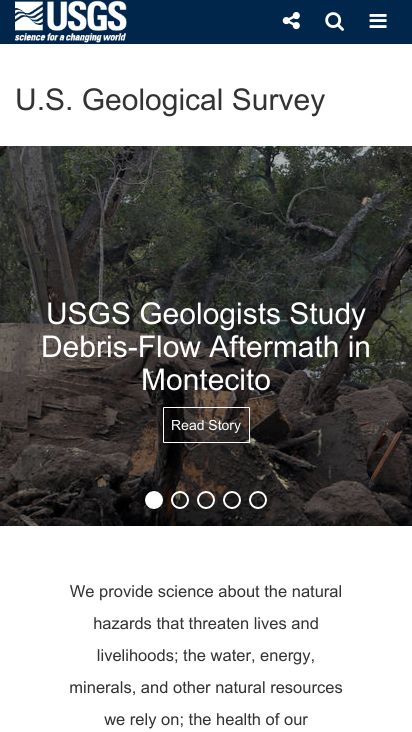 USGS
science for a changing world
U.S. Geological Survey
USGS Geologists Study
Debris-Flow Aftermath in
Montecito
Read Story
We provide science about the natural
hazards that threaten lives and
livelihoods; the water, energy,
minerals, and other natural resources
we rely on; the health of our